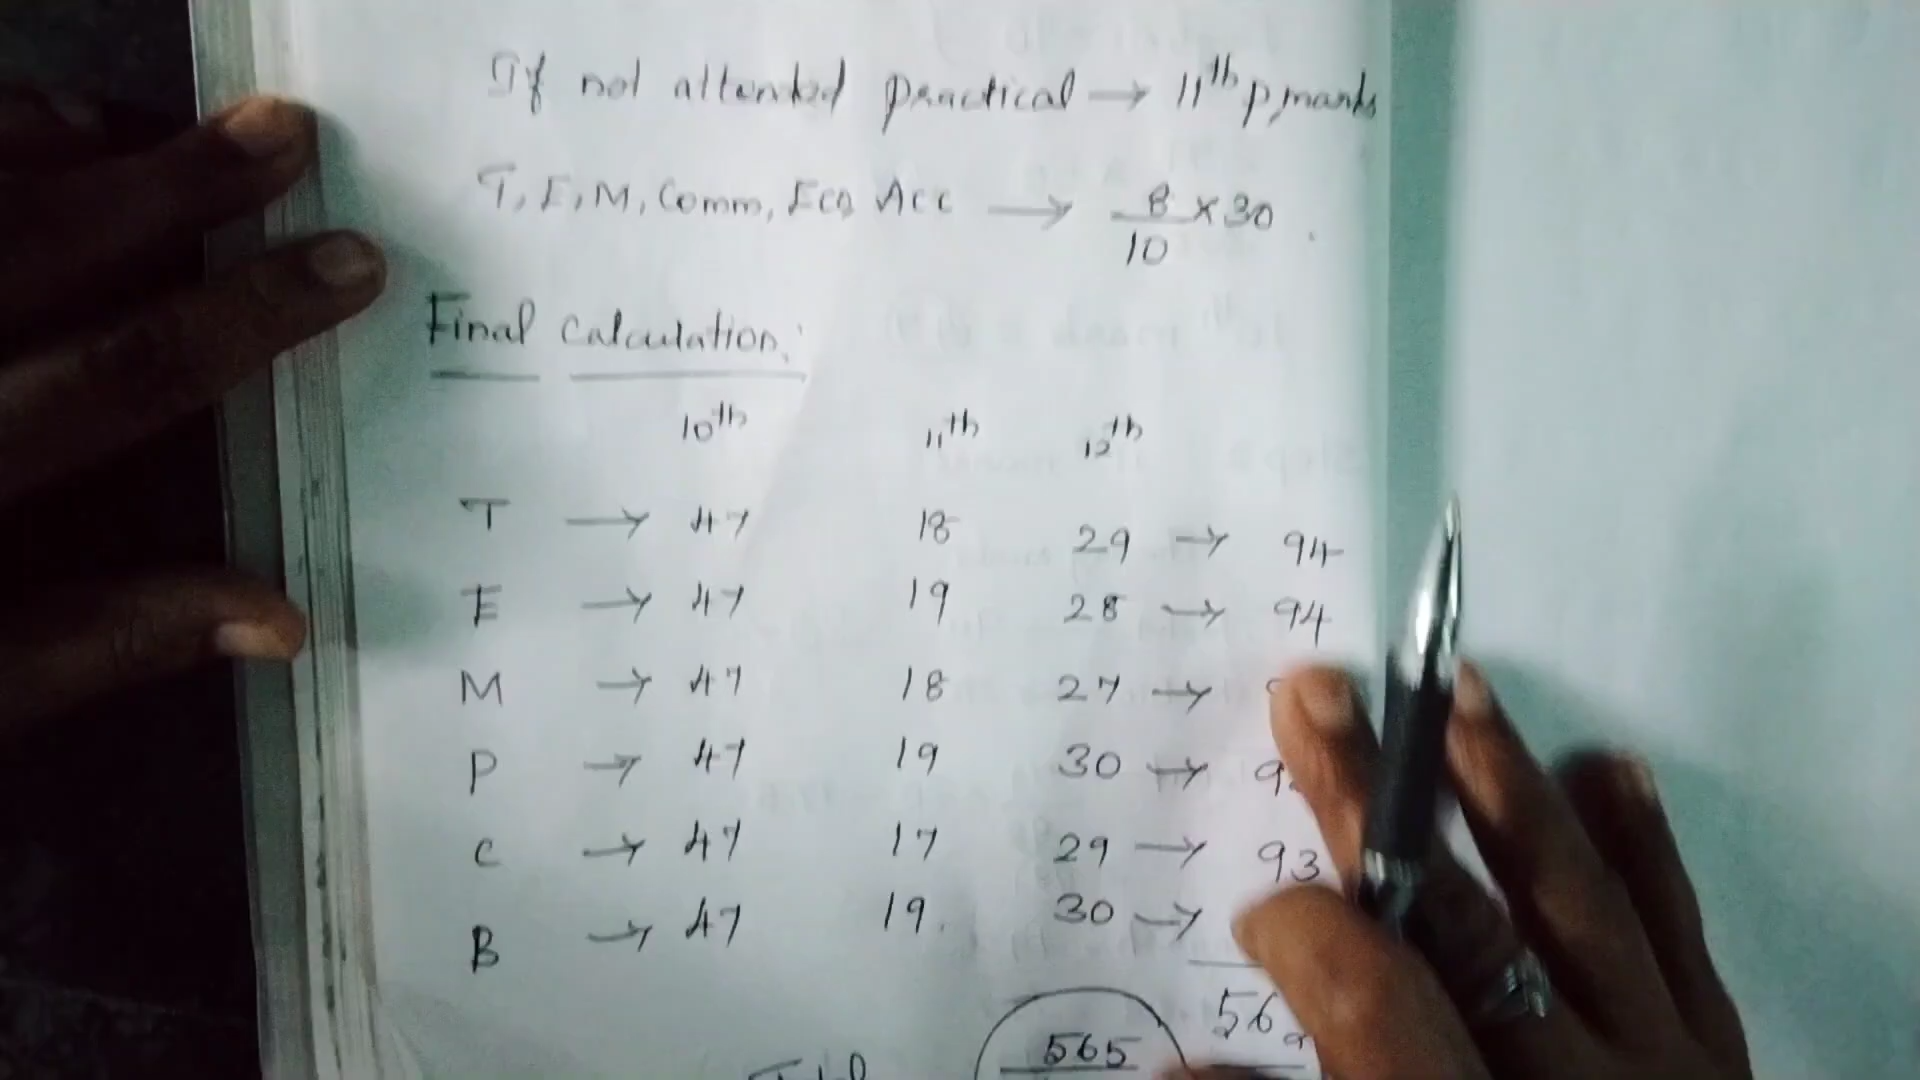 If not attended practical → 11th p, marks
T, E, M, Comm, Eco, Acc → 8/10 × 30.
Final calculation:
10th 11th 12th
T → 47 18 29 → 94
E → 47 19 28 → 94
M → 47 18 27 →
P → 47 19 30 →
C → 47 17 29 → 93
B → 47 19. 30 →
565